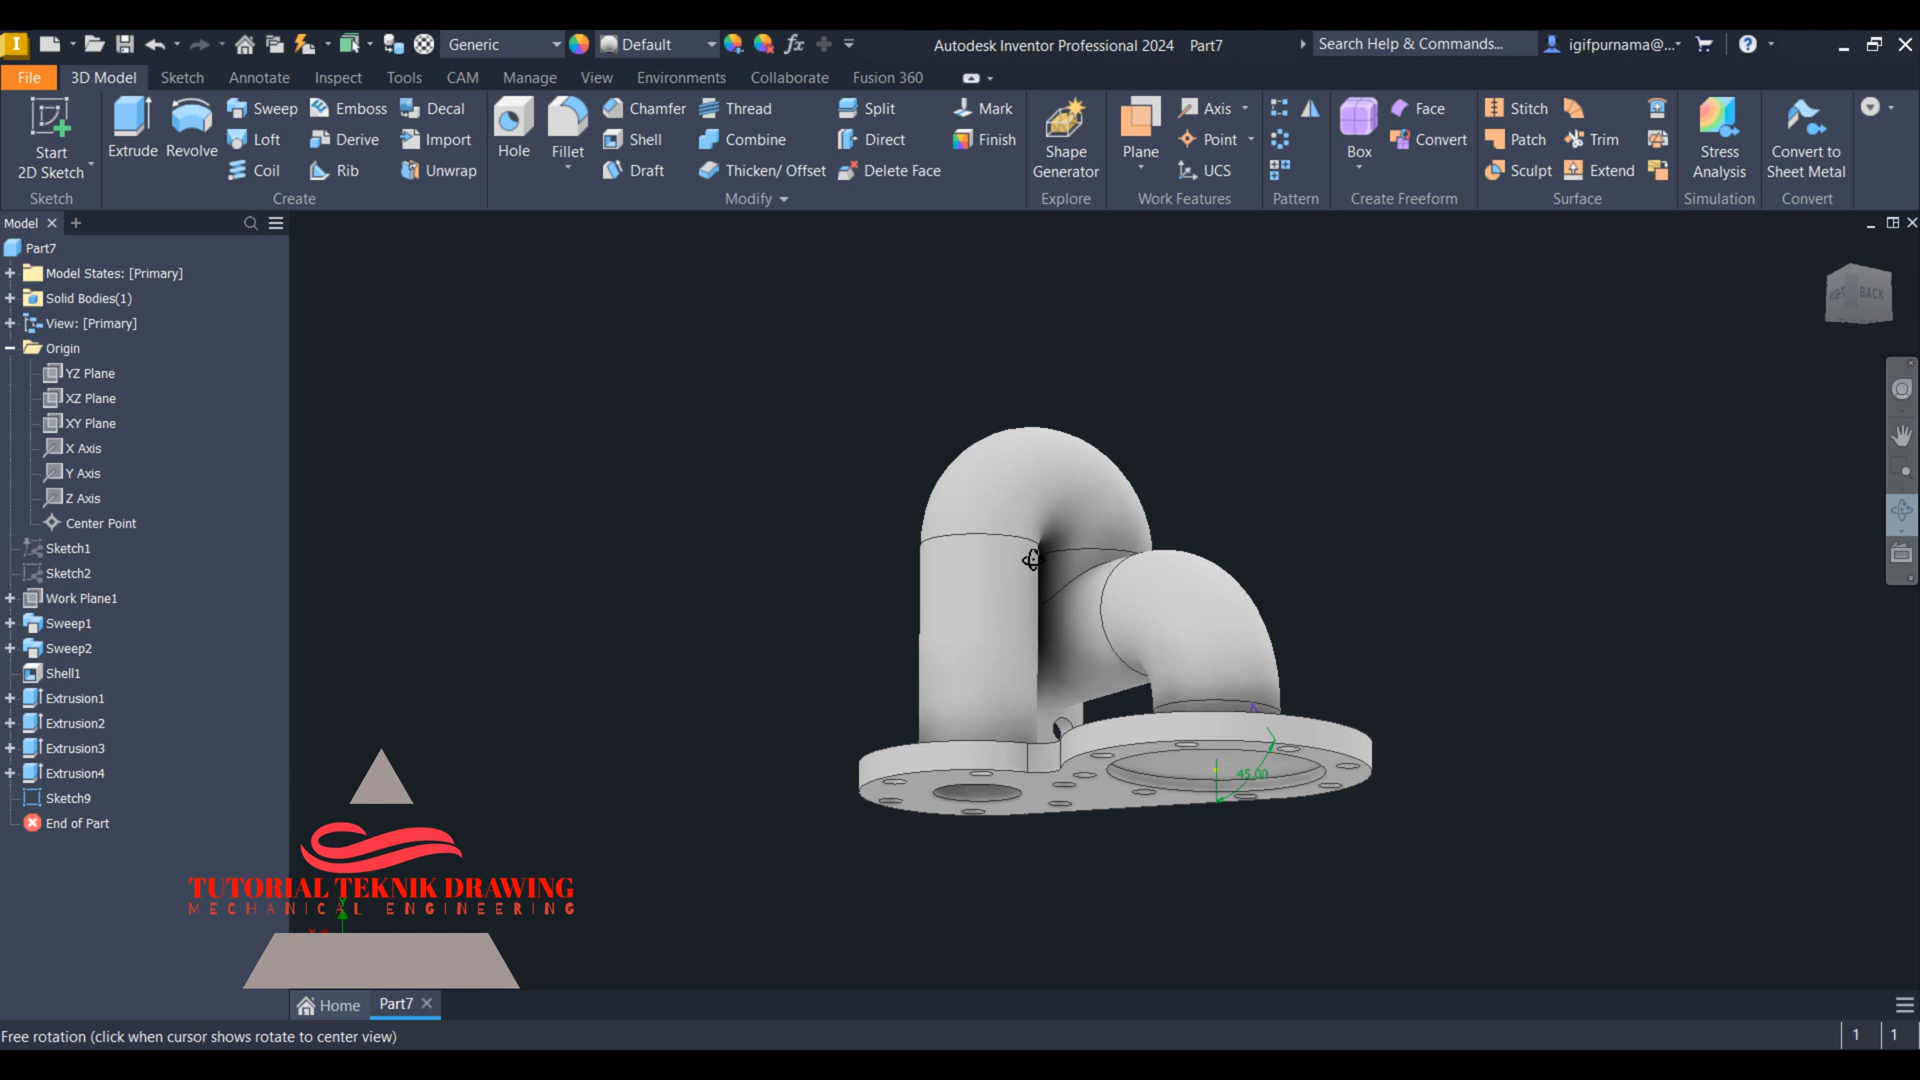 Generic
Default
Autodesk Inventor Professional 2024 Part7
Search Help & Commands...
igifpurnama@...
File
3D Model
Sketch
Annotate
Inspect
Tools
CAM
Manage
View
Environments
Collaborate
Fusion 360
Start
2D Sketch
Extrude
Revolve
Sweep
Emboss
Decal
Loft
Derive
Import
Coil
Rib
Unwrap
Hole
Fillet
Chamfer
Thread
Split
Mark
Shell
Combine
Direct
Finish
Draft
Thicken/ Offset
Delete Face
Shape
Generator
Plane
Axis
Point
UCS
Box
Face
Convert
Stitch
Patch
Trim
Sculpt
Extend
Stress
Analysis
Convert to
Sheet Metal
Sketch
Create
Modify
Explore
Work Features
Pattern
Create Freeform
Surface
Simulation
Convert
Model
Part7
Model States: [Primary]
Solid Bodies(1)
View: [Primary]
Origin
YZ Plane
XZ Plane
XY Plane
X Axis
Y Axis
Z Axis
Center Point
Sketch1
Sketch2
Work Plane1
Sweep1
Sweep2
Shell1
Extrusion1
Extrusion2
Extrusion3
Extrusion4
Sketch9
End of Part
BACK
45,00
TUTORIAL TEKNIK DRAWING
MECHANICAL ENGINEERING
Home
Part7
Free rotation (click when cursor shows rotate to center view)
1
1